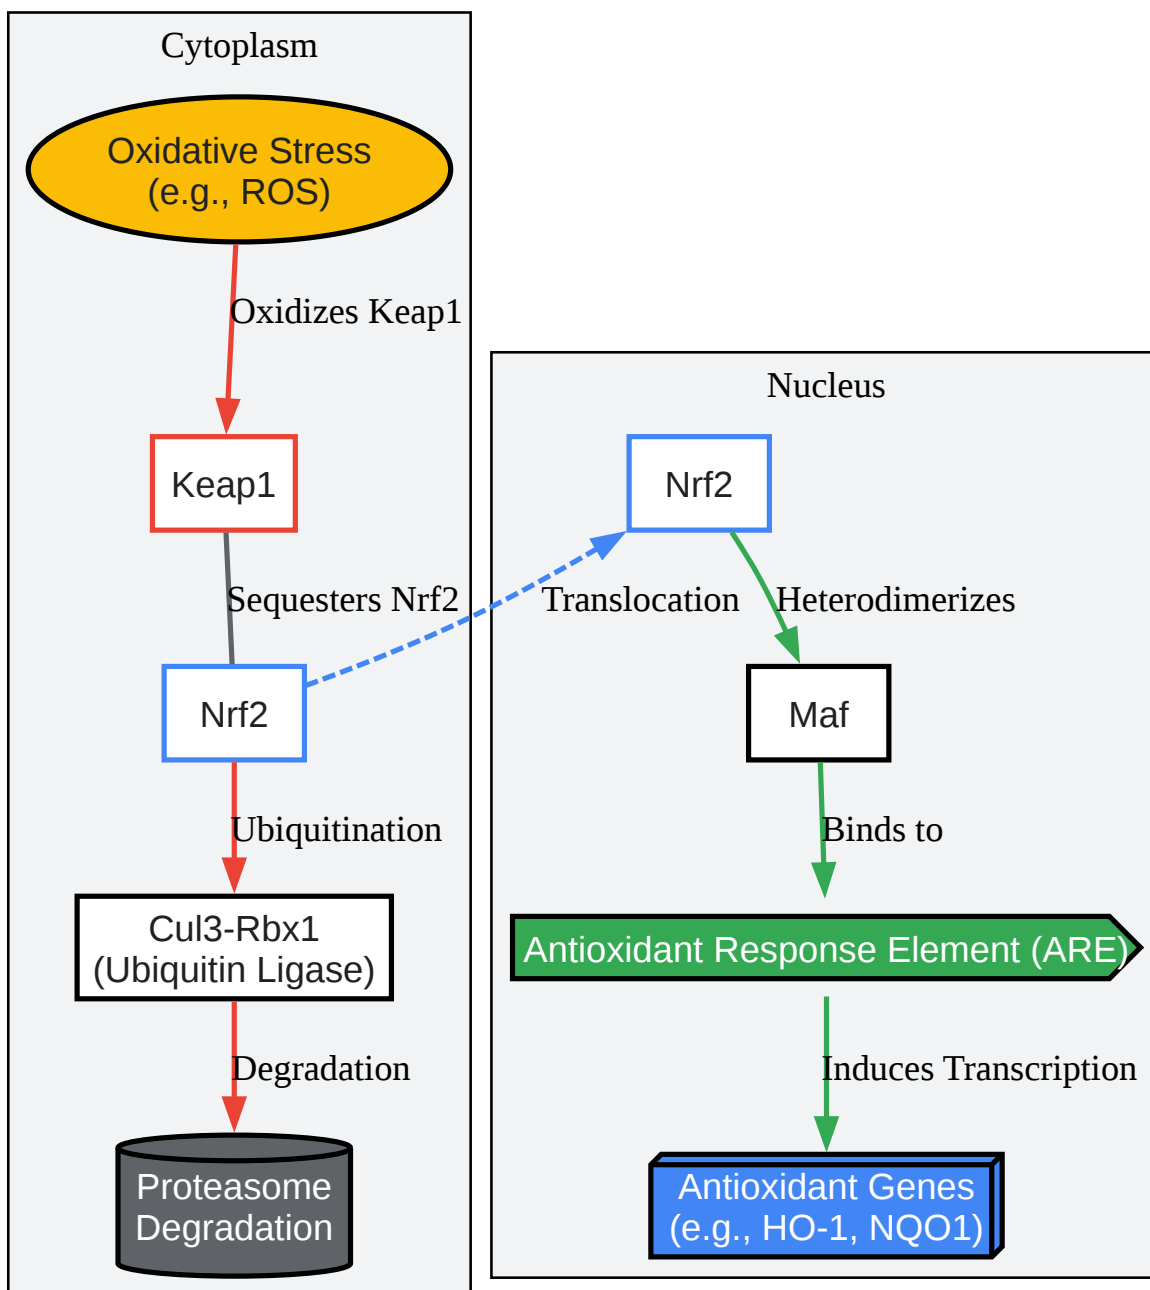 Cytoplasm
Oxidative Stress
(e.g., ROS)
Oxidizes Keap1
Keap1
Sequesters Nrf2
Nrf2
Ubiquitination
Cul3-Rbx1
(Ubiquitin Ligase)
Degradation
Proteasome
Degradation
Nucleus
Nrf2
Translocation
Heterodimerizes
Maf
Binds to
Antioxidant Response Element (ARE)
Induces Transcription
Antioxidant Genes
(e.g., HO-1, NQO1)